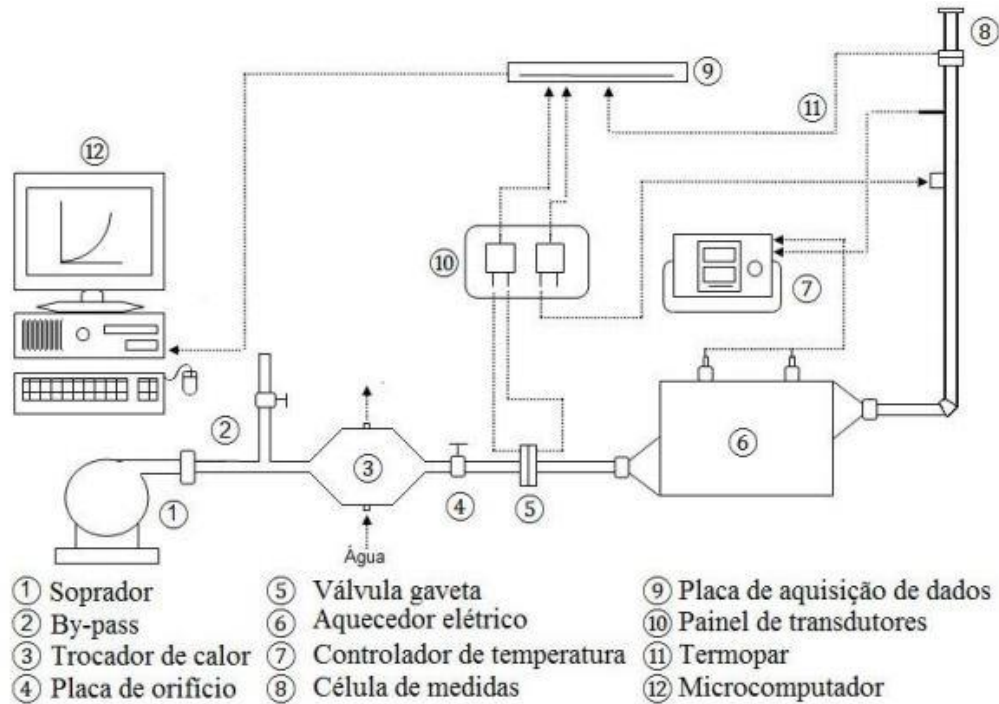 ⑧
⑨
⑪
⑫
⑩
⑦
②
③
⑥
①
④
⑤
Água
① Soprador
② By-pass
③ Trocador de calor
④ Placa de orifício
⑤ Válvula gaveta
⑥ Aquecedor elétrico
⑦ Controlador de temperatura
⑧ Célula de medidas
⑨ Placa de aquisição de dados
⑩ Painel de transdutores
⑪ Termopar
⑫ Microcomputador